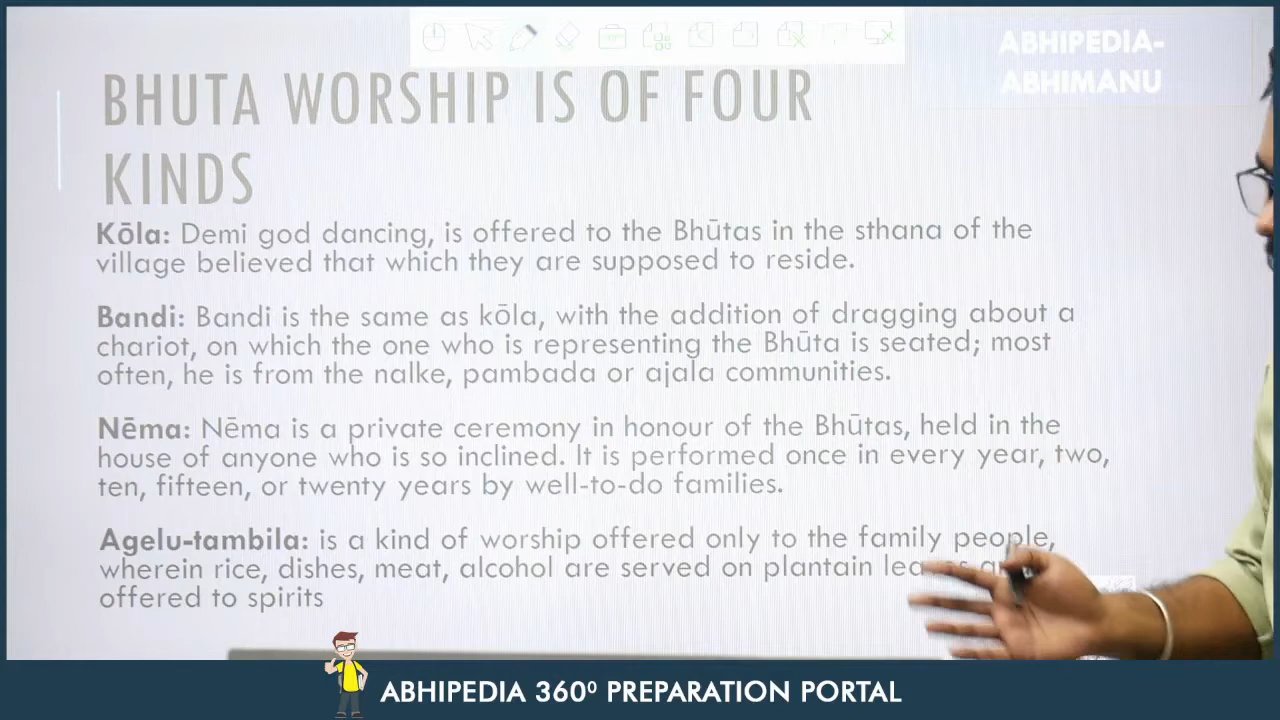 ABHIPEDIA-
ABHIMANU
BHUTA WORSHIP IS OF FOUR
KINDS
Kōla: Demi god dancing, is offered to the Bhūtas in the sthana of the
village believed that which they are supposed to reside.
Bandi: Bandi is the same as kōla, with the addition of dragging about a
chariot, on which the one who is representing the Bhūta is seated; most
often, he is from the nalke, pambada or ajala communities.
Nēma: Nēma is a private ceremony in honour of the Bhūtas, held in the
house of anyone who is so inclined. It is performed once in every year, two,
ten, fifteen, or twenty years by well-to-do families.
Agelu-tambila: is a kind of worship offered only to the family people,
wherein rice, dishes, meat, alcohol are served on plantain
offered to spirits
ABHIPEDIA 360º PREPARATION PORTAL